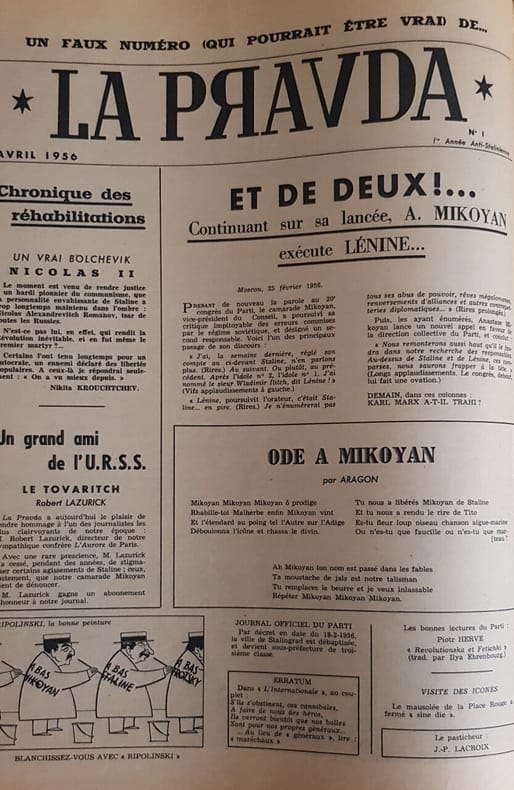 UN FAUX NUMÉRO (QUI POURRAIT ÊTRE VRAI) DE...
LA PЯAVDA
AVRIL 1956
N° 1
1re Année Anti-Stalinienne
Chronique des
réhabilitations
UN VRAI BOLCHEVIK
NICOLAS II
Le moment est venu de rendre justice
un hardi pionnier du communisme, que
personnalité envahissante de Staline a
rop longtemps maintenu dans l'ombre :
Nicolas Alexandrevitch Romanov, tsar de
outes les Russies.
N'est-ce pas lui, en effet, qui rendit la
Révolution inévitable, et en fut même le
remier martyr ? —
Certains l'ont tenu longtemps pour un
utocrate, un ennemi déclaré des libertés
opulaires. A ceux-là je répondrai seule-
ent : « On a vu mieux depuis. »
Nikita KROUCHTCHEV.
Un grand ami
de l'U.R.S.S.
LE TOVARITCH
Robert LAZURICK
La Pravda a aujourd'hui le plaisir de
endre hommage à l'un des journalistes les
lus clairvoyants de notre époque :
M. Robert LAZURICK, directeur de notre
ympathique confrère L'Aurore de Paris.
Avec une rare prescience, M. Lazurick
a cessé, pendant des années, de stigma-
iser certains agissements de Staline ; ceux,
ustement, que notre camarade Mikoyan
ient de dénoncer.
M. Lazurick gagne un abonnement
honneur à notre journal.
ET DE DEUX!...
Continuant sur sa lancée, A. MIKOYAN
exécute LÉNINE...
Moscou, 25 février 1956.
PRENANT de nouveau la parole au 20e
congrès du Parti, le camarade Mikoyan,
vice-président du Conseil, a poursuivi sa
critique impitoyable des erreurs commises
par le régime soviétique, et désigné un se-
cond responsable. Voici l'un des principaux
passage de son discours :
« J'ai, la semaine dernière, réglé son
compte au ci-devant Staline, n'en parlons
plus. (Rires.) Au suivant. Ou plutôt, au pré-
cédent. Après l'idole n° 2, l'idole n° 1. J'ai
nommé le sieur Wladimir Ilitch, dit Lénine ! »
(Vifs applaudissements à gauche.)
« Lénine, poursuivit l'orateur, c'était Sta-
line... en pire. (Rires.) Je n'énumérerai pas
tous ses abus de pouvoir, rêves mégalomanes,
renversements d'alliances et autres conquê-
teries diplomatiques... » (Rires prolongés.)
Puis, les ayant énumérés, Anastase Mi-
koyan lance un nouvel appel en faveur de
la direction collective du Parti, et conclut :
« Nous remonterons aussi haut qu'il le fau-
dra dans notre recherche des responsables.
Au-dessus de Staline et de Lénine, ces com-
parses, nous saurons frapper à la tête. »
(Longs applaudissements. Le congrès, debout,
lui fait une ovation.)
DEMAIN, dans ces colonnes :
KARL MARX A-T-IL TRAHI ?
ODE A MIKOYAN
par ARAGON
Mikoyan Mikoyan Mikoyan ô prodige
Rhabille-toi Malherbe enfin Mikoyan vint
Et l'étendard au poing tel l'Autre sur l'Adige
Déboulonna l'icône et chassa le divin.
Tu nous a libérés Mikoyan de Staline
Et tu nous a rendu le rire de Tito
Es-tu fleur loup oiseau chanson aigue-marine
Ou n'es-tu que faucille ou n'es-tu que mar-
[teau !
Ah Mikoyan ton nom est passé dans les fables
Ta moustache de jais est notre talisman
Tu remplaces le beurre et je veux inlassable
Répéter Mikoyan Mikoyan Mikoyan.
RIPOLINSKI, la bonne peinture
A BAS
MIKOYAN
A BAS
STALINE
A BAS
TROTSKY
BLANCHISSEZ-VOUS AVEC « RIPOLINSKI »
JOURNAL OFFICIEL DU PARTI
Par décret en date du 18-2-1956,
la ville de Stalingrad est débaptisée,
et devient sous-préfecture de troi-
sième classe.
ERRATUM
Dans « L'Internationale », au cou-
plet :
S'ils s'obstinent, ces cannibales,
A faire de nous des héros,
Ils verront bientôt que nos balles
Sont pour nos propres généraux...
... Au lieu de « généraux », lire :
« maréchaux ».
Les bonnes lectures du Parti :
Piotr HERVE
« Revolutionska et Fetichki »
(trad. par Ilya Ehrenbourg)
VISITE DES ICONES
Le mausolée de la Place Rouge a
fermé « sine die ».
Le pasticheur :
J.-P. LACROIX